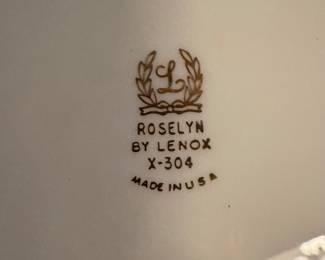 L
ROSELYN
BY LENOX
X-304
MADE IN USA